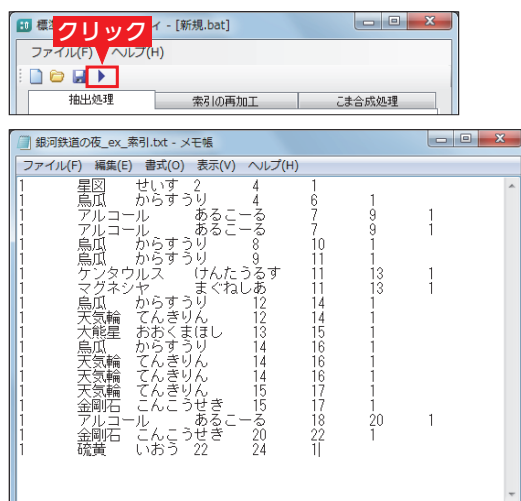 クリック
ィ - [新規.bat]
ファイル(F) ヘルプ(H)
抽出処理 索引の再加工 こま合成処理
銀河鉄道の夜_ex_索引.txt - メモ帳
ファイル(F) 編集(E) 書式(O) 表示(V) ヘルプ(H)
1 星図 せいず 2 4 1
1 烏瓜 からすうり 4 6 1
1 アルコール あるこーる 7 9 1
1 アルコール あるこーる 7 9 1
1 烏瓜 からすうり 8 10 1
1 烏瓜 からすうり 9 11 1
1 ケンタウルス けんたうるす 11 13 1
1 マグネシヤ まぐねしあ 11 13 1
1 烏瓜 からすうり 12 14 1
1 天気輪 てんきりん 12 14 1
1 大熊星 おおくまほし 13 15 1
1 烏瓜 からすうり 14 16 1
1 天気輪 てんきりん 14 16 1
1 天気輪 てんきりん 14 16 1
1 天気輪 てんきりん 15 17 1
1 金剛石 こんこうせき 15 17 1
1 アルコール あるこーる 18 20 1
1 金剛石 こんこうせき 20 22 1
1 硫黄 いおう 22 24 1